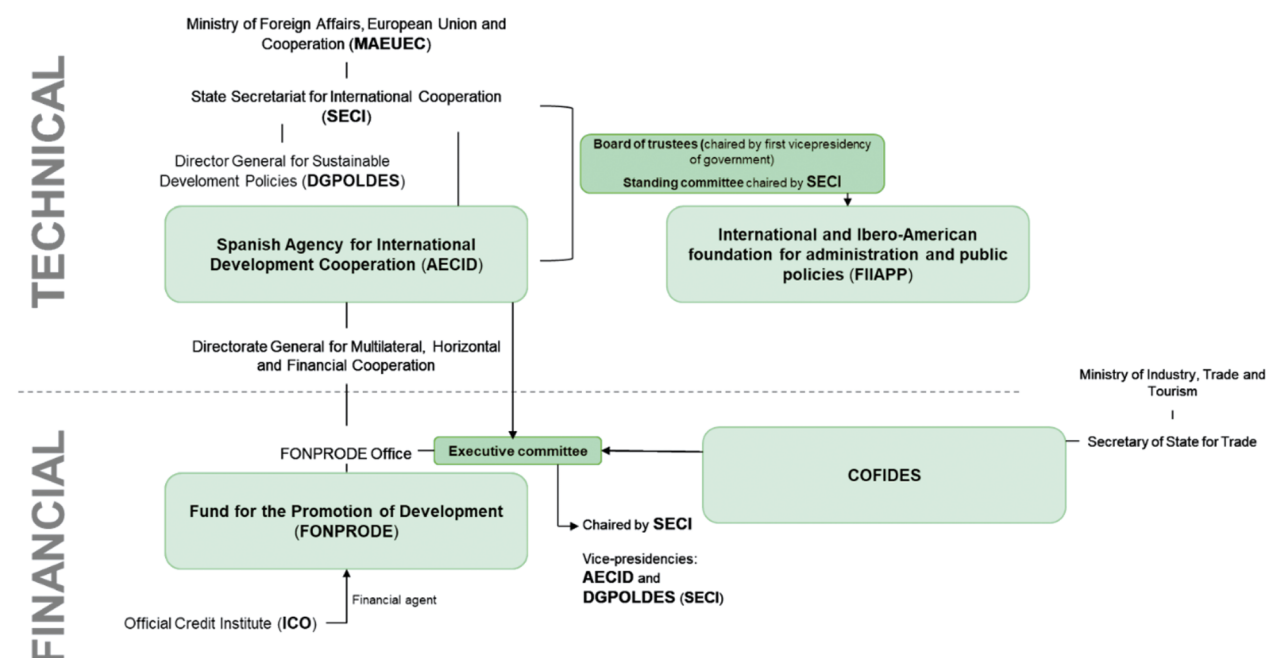 TECHNICAL
Ministry of Foreign Affairs, European Union and
Cooperation (MAEUEC)
State Secretariat for International Cooperation
(SECI)
Director General for Sustainable
Develoment Policies (DGPOLDES)
Spanish Agency for International
Development Cooperation (AECID)
Board of trustees (chaired by first vicepresidency
of government)
Standing committee chaired by SECI
International and Ibero-American
foundation for administration and public
policies (FIIAPP)
Directorate General for Multilateral, Horizontal
and Financial Cooperation
FINANCIAL
Ministry of Industry, Trade and
Tourism
Secretary of State for Trade
COFIDES
FONPRODE Office
Executive committee
Fund for the Promotion of Development
(FONPRODE)
Chaired by SECI
Vice-presidencies:
AECID and
DGPOLDES (SECI)
Financial agent
Official Credit Institute (ICO)